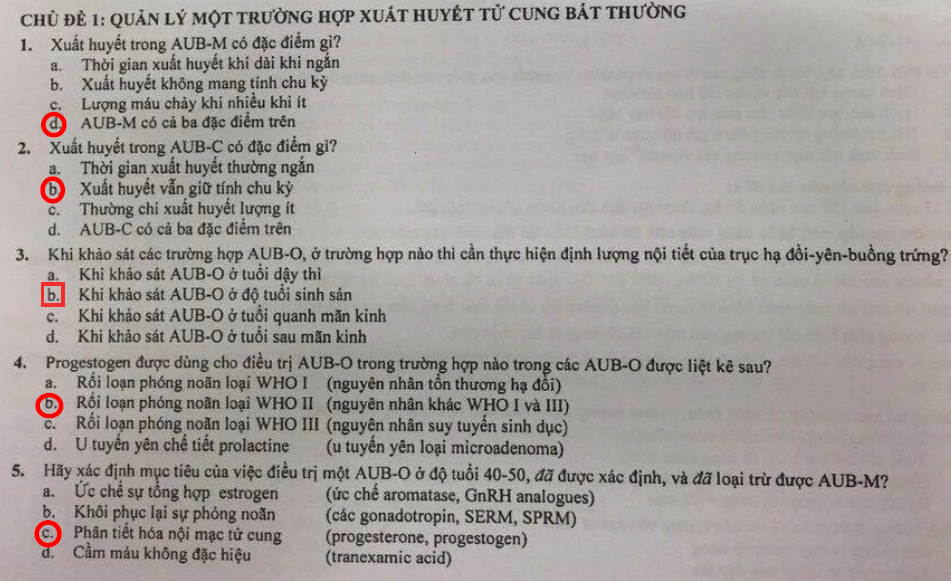 CHỦ ĐỀ 1: QUẢN LÝ MỘT TRƯỜNG HỢP XUẤT HUYẾT TỬ CUNG BẤT THƯỜNG
1. Xuất huyết trong AUB-M có đặc điểm gì?
a. Thời gian xuất huyết khi dài khi ngắn
b. Xuất huyết không mang tính chu kỳ
c. Lượng máu chảy khi nhiều khi ít
d. AUB-M có cả ba đặc điểm trên
2. Xuất huyết trong AUB-C có đặc điểm gì?
a. Thời gian xuất huyết thường ngắn
b. Xuất huyết vẫn giữ tính chu kỳ
c. Thường chỉ xuất huyết lượng ít
d. AUB-C có cả ba đặc điểm trên
3. Khi khảo sát các trường hợp AUB-O, ở trường hợp nào thì cần thực hiện định lượng nội tiết của trục hạ đồi-yên-buồng trứng?
a. Khi khảo sát AUB-O ở tuổi dậy thì
b. Khi khảo sát AUB-O ở độ tuổi sinh sản
c. Khi khảo sát AUB-O ở tuổi quanh mãn kinh
d. Khi khảo sát AUB-O ở tuổi sau mãn kinh
4. Progestogen được dùng cho điều trị AUB-O trong trường hợp nào trong các AUB-O được liệt kê sau?
a. Rối loạn phóng noãn loại WHO I (nguyên nhân tổn thương hạ đồi)
b. Rối loạn phóng noãn loại WHO II (nguyên nhân khác WHO I và III)
c. Rối loạn phóng noãn loại WHO III (nguyên nhân suy tuyến sinh dục)
d. U tuyến yên chế tiết prolactine (u tuyến yên loại microadenoma)
5. Hãy xác định mục tiêu của việc điều trị một AUB-O ở độ tuổi 40-50, đã được xác định, và đã loại trừ được AUB-M?
a. Ức chế sự tổng hợp estrogen (ức chế aromatase, GnRH analogues)
b. Khôi phục lại sự phóng noãn (các gonadotropin, SERM, SPRM)
c. Phân tiết hóa nội mạc tử cung (progesterone, progestogen)
d. Cầm máu không đặc hiệu (tranexamic acid)